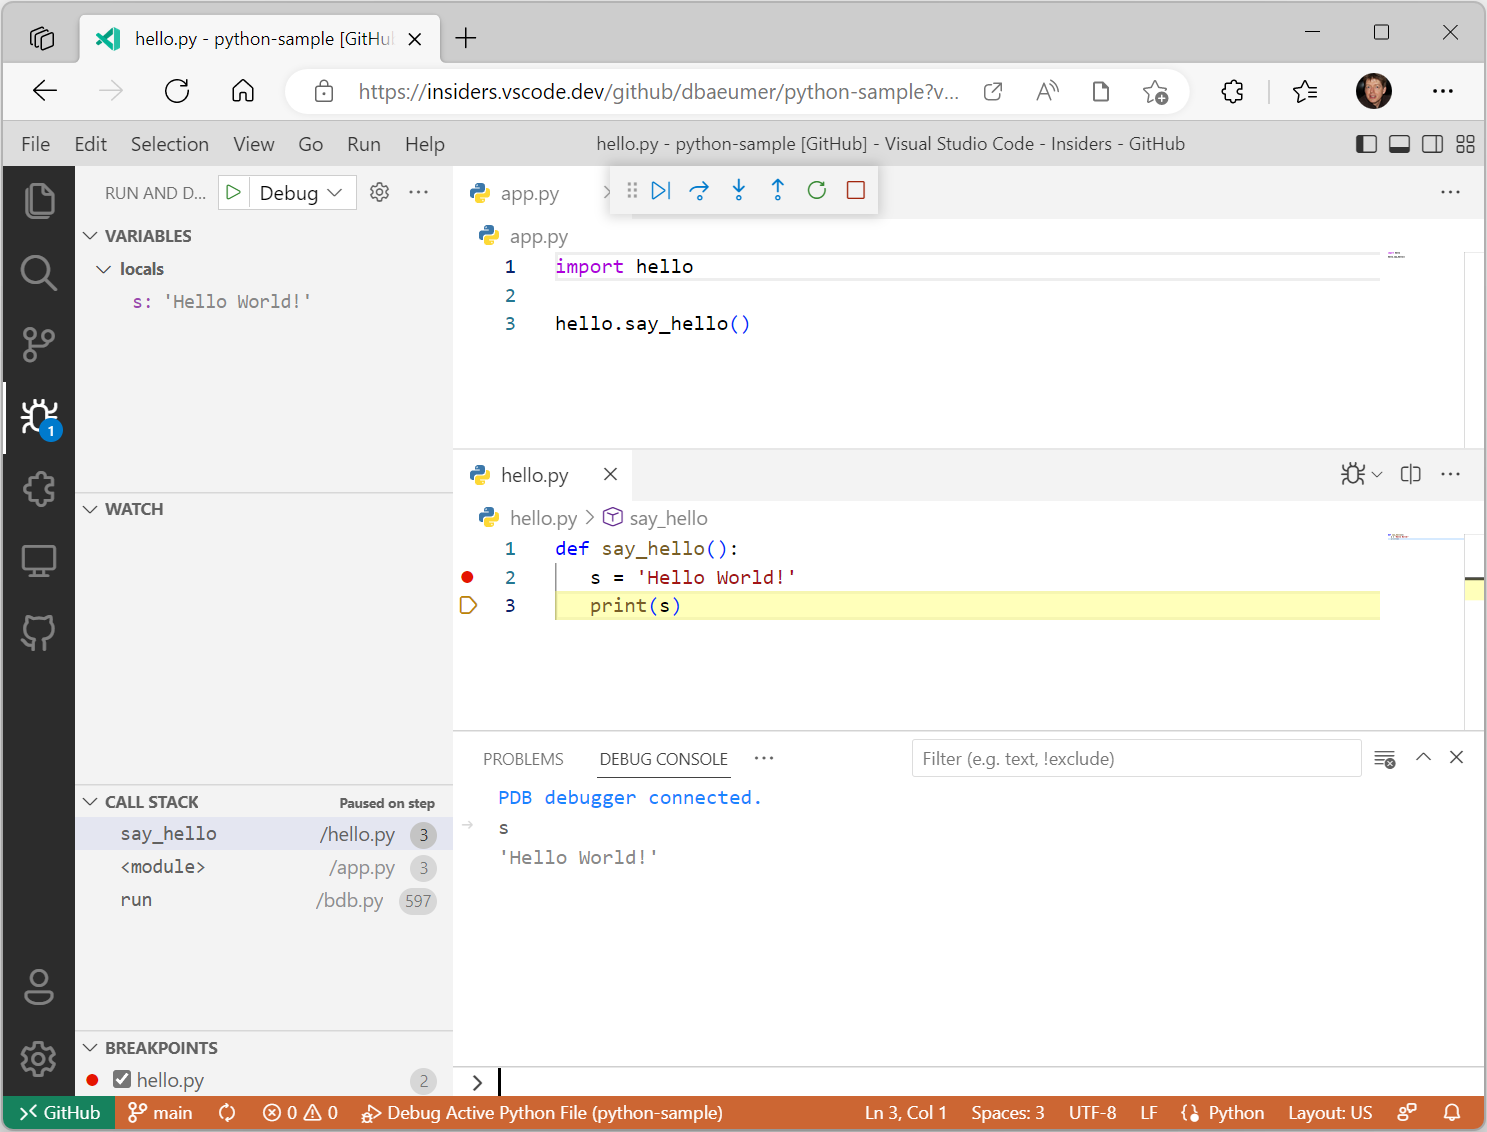 hello.py - python-sample [GitHu
https://insiders.vscode.dev/github/dbaeumer/python-sample?v...
File Edit Selection View Go Run Help
hello.py - python-sample [GitHub] - Visual Studio Code - Insiders - GitHub
RUN AND D...
Debug
VARIABLES
locals
s: 'Hello World!'
WATCH
CALL STACK Paused on step
say_hello /hello.py 3
<module> /app.py 3
run /bdb.py 597
BREAKPOINTS
hello.py 2
1
app.py
app.py
1 import hello
2
3 hello.say_hello()
hello.py
hello.py > say_hello
1 def say_hello():
2 s = 'Hello World!'
3 print(s)
PROBLEMS DEBUG CONSOLE
Filter (e.g. text, !exclude)
PDB debugger connected.
s
'Hello World!'
GitHub main 0 0 Debug Active Python File (python-sample) Ln 3, Col 1 Spaces: 3 UTF-8 LF Python Layout: US